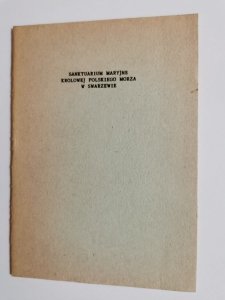 SANKTUARIUM MARYJNE
KRÓLOWEJ POLSKIEGO MORZA
W SWARZEWIE